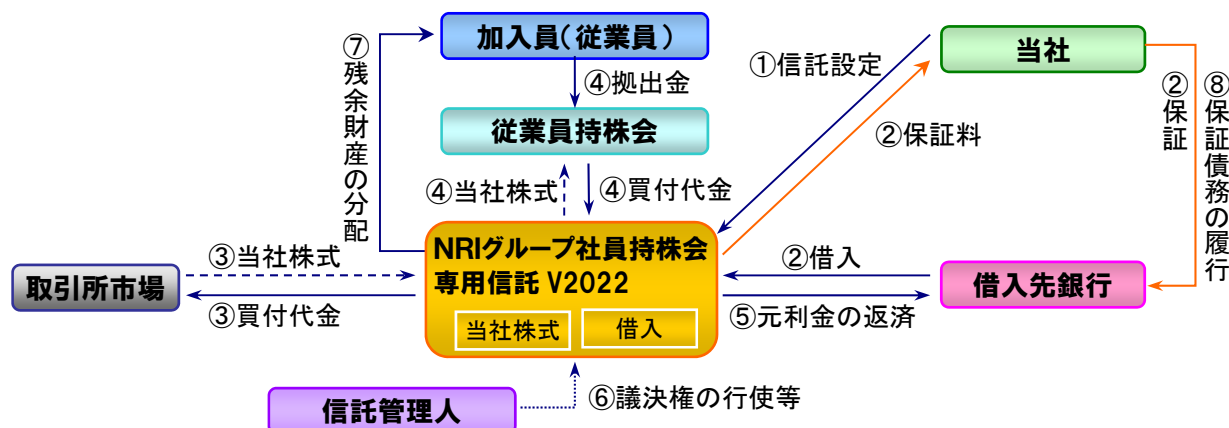 加入員(従業員)
当社
⑦残余財産の分配
④拠出金
①信託設定
②保証
⑧保証債務の履行
従業員持株会
②保証料
④当社株式
④買付代金
NRIグループ社員持株会
専用信託 V2022
③当社株式
②借入
取引所市場
借入先銀行
③買付代金
当社株式
借入
⑤元利金の返済
信託管理人
⑥議決権の行使等